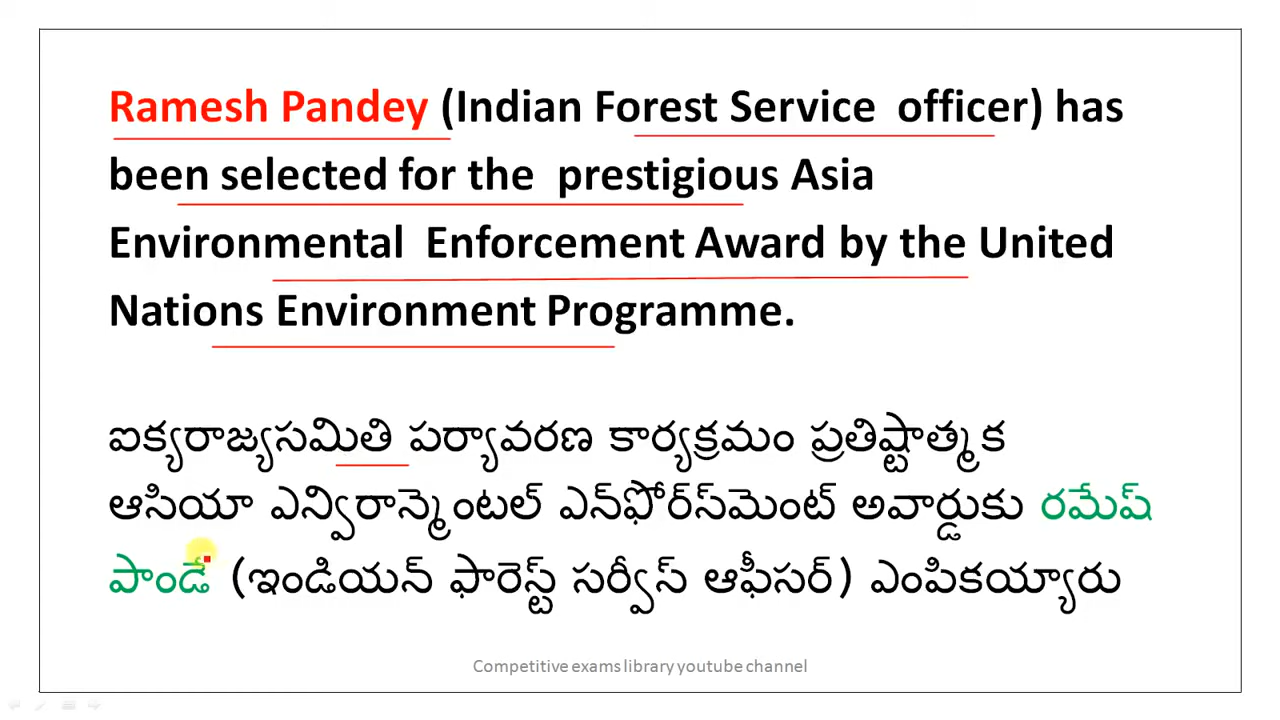 Ramesh Pandey (Indian Forest Service officer) has
been selected for the prestigious Asia
Environmental Enforcement Award by the United
Nations Environment Programme.
ఐక్యరాజ్యసమితి పర్యావరణ కార్యక్రమం ప్రతిష్టాత్మక
ఆసియా ఎన్విరాన్మెంటల్ ఎన్‌ఫోర్స్‌మెంట్ అవార్డుకు రమేష్
పాండే (ఇండియన్ ఫారెస్ట్ సర్వీస్ ఆఫీసర్) ఎంపికయ్యారు
Competitive exams library youtube channel